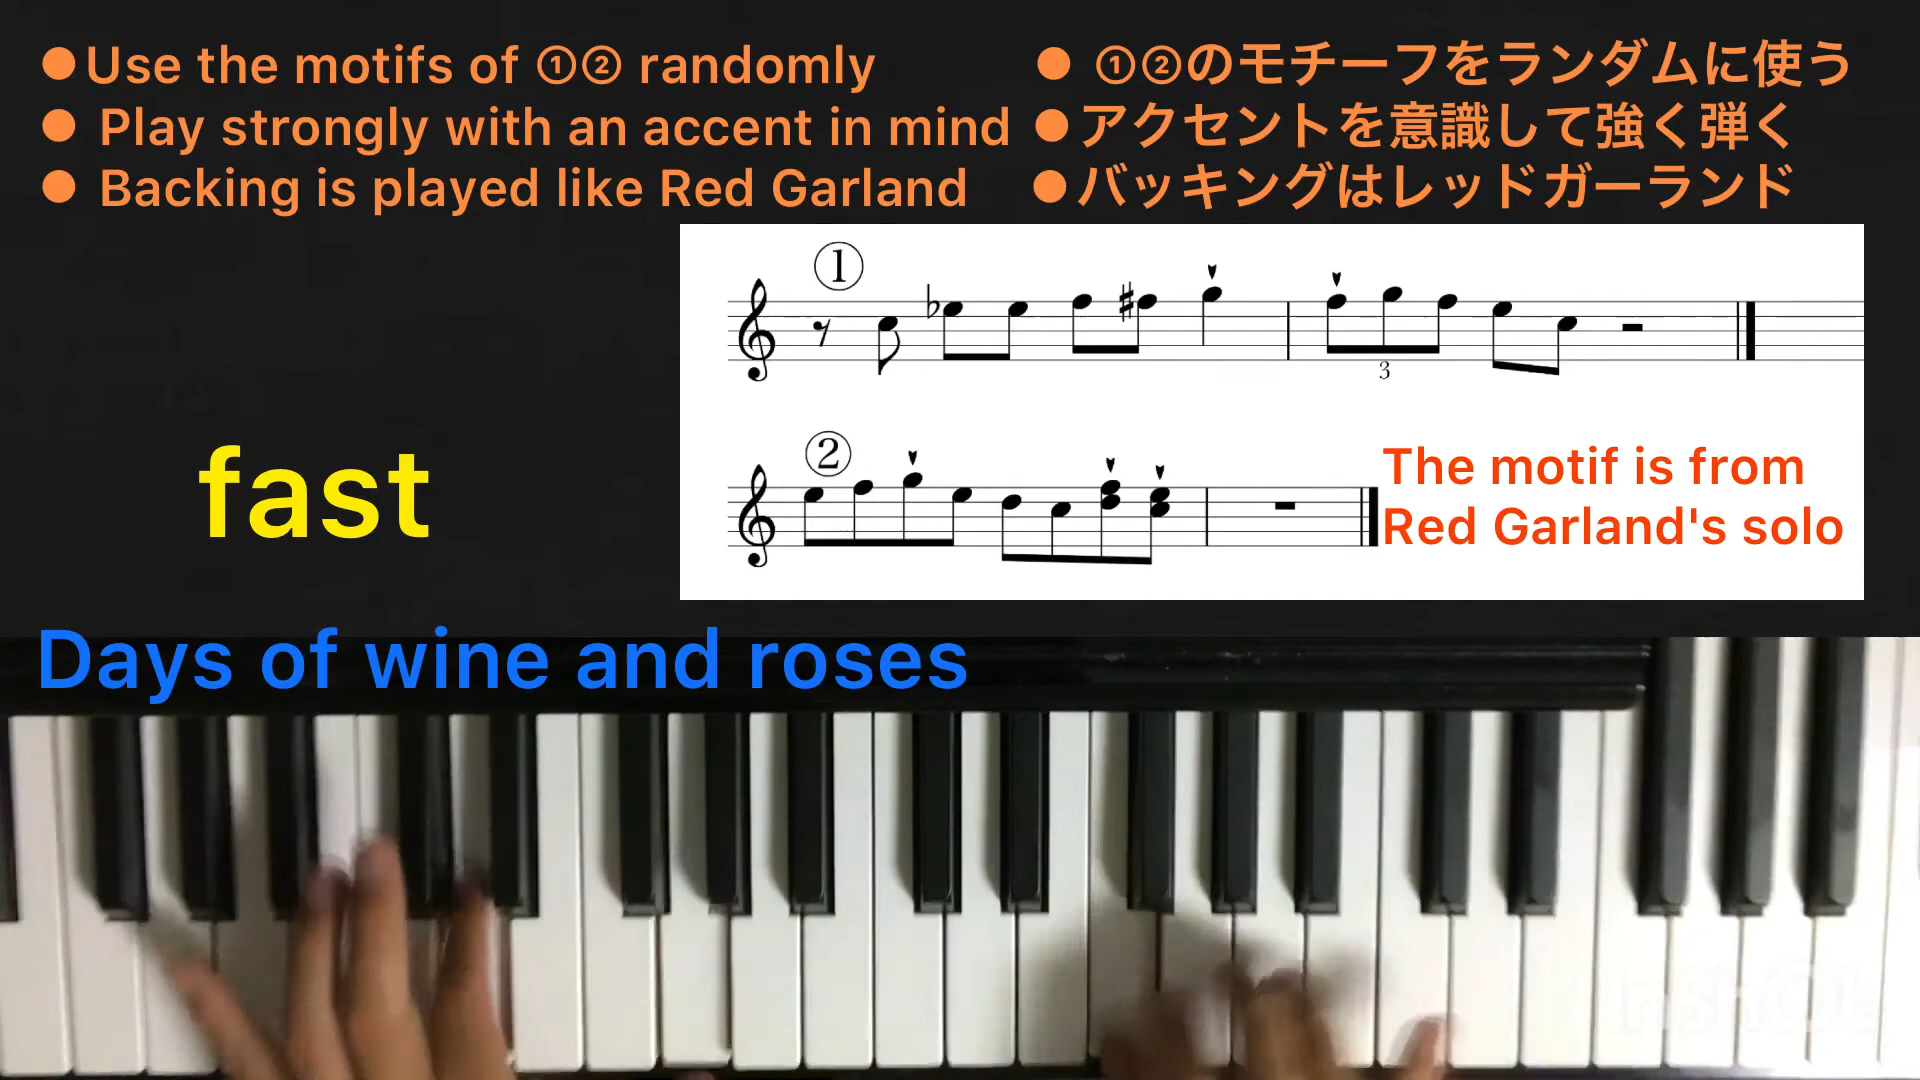 ●Use the motifs of ①② randomly
● Play strongly with an accent in mind
● Backing is played like Red Garland
● ①②のモチーフをランダムに使う
●アクセントを意識して強く弾く
●バッキングはレッドガーランド
①
3
②
The motif is from
Red Garland's solo
fast
Days of wine and roses
InShOt